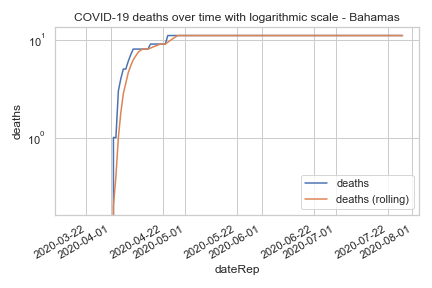 COVID-19 deaths over time with logarithmic scale - Bahamas
10¹
10⁰
deaths
deaths
deaths (rolling)
2020-03-22
2020-04-01
2020-04-22
2020-05-01
2020-05-22
2020-06-01
2020-06-22
2020-07-01
2020-07-22
2020-08-01
dateRep